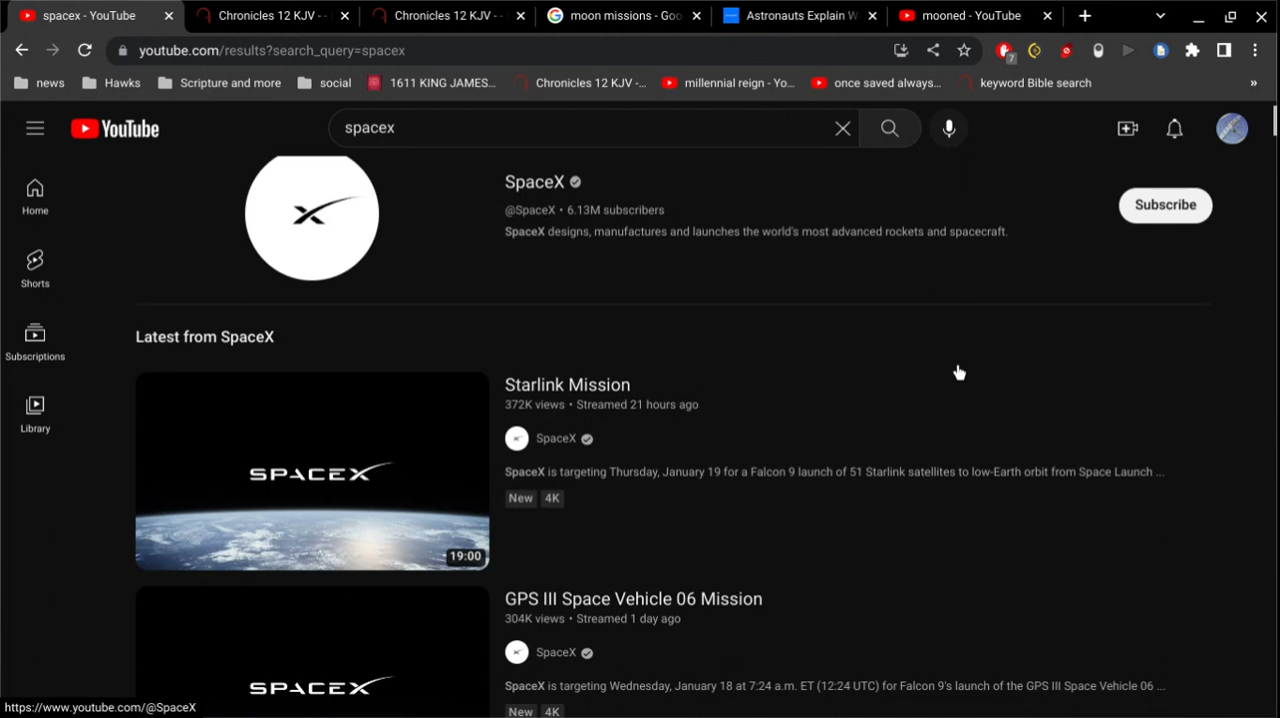 spacex - YouTube
Chronicles 12 KJV - -
Chronicles 12 KJV - -
moon missions - Goo
Astronauts Explain W
mooned - YouTube
youtube.com/results?search_query=spacex
7
news
Hawks
Scripture and more
social
1611 KING JAMES...
Chronicles 12 KJV -...
millennial reign - Yo...
once saved always...
keyword Bible search
»
YouTube
spacex
SpaceX
@SpaceX • 6.13M subscribers
SpaceX designs, manufactures and launches the world's most advanced rockets and spacecraft.
Subscribe
Home
Shorts
Subscriptions
Library
Latest from SpaceX
SPACEX
19:00
Starlink Mission
372K views • Streamed 21 hours ago
SpaceX
SpaceX is targeting Thursday, January 19 for a Falcon 9 launch of 51 Starlink satellites to low-Earth orbit from Space Launch ...
New 4K
SPACEX
GPS III Space Vehicle 06 Mission
304K views • Streamed 1 day ago
SpaceX
SpaceX is targeting Wednesday, January 18 at 7:24 a.m. ET (12:24 UTC) for Falcon 9's launch of the GPS III Space Vehicle 06 ...
New 4K
https://www.youtube.com/@SpaceX